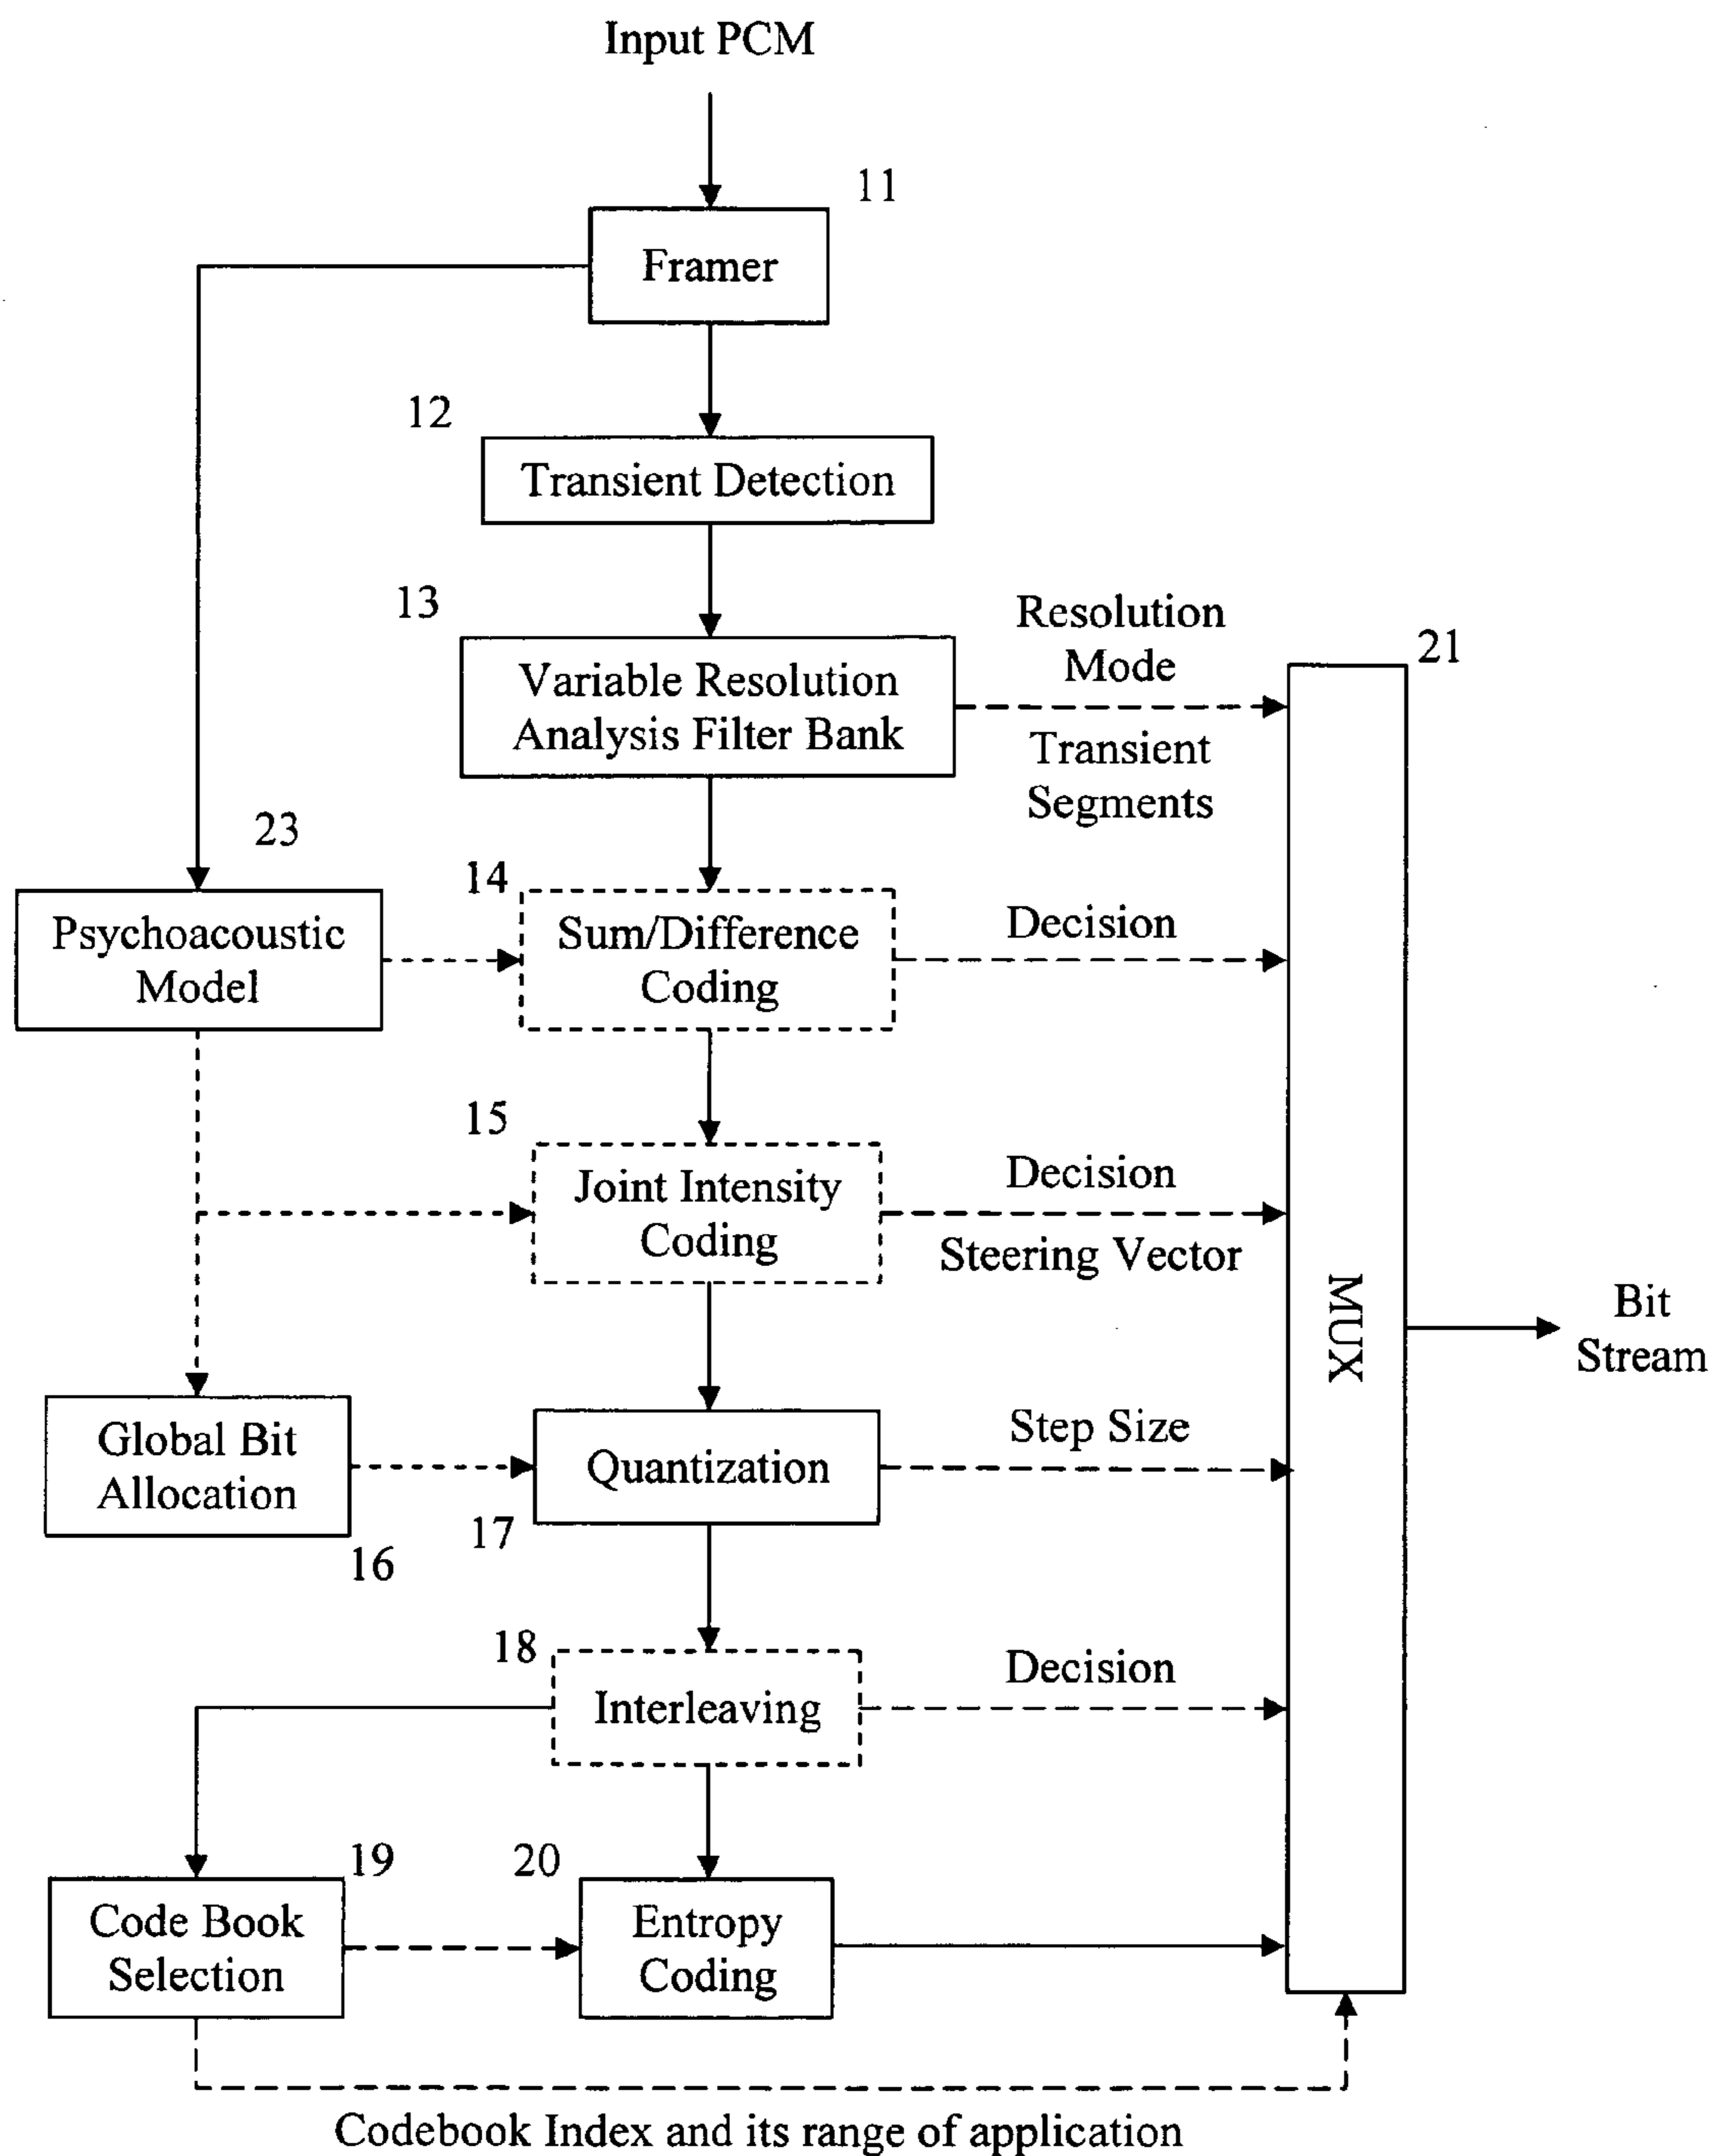 Input PCM
11
Framer
12
Transient Detection
13
Variable Resolution
Analysis Filter Bank
Resolution
Mode
Transient
Segments
21
23
Psychoacoustic
Model
14
Sum/Difference
Coding
Decision
15
Joint Intensity
Coding
Decision
Steering Vector
MUX
Bit
Stream
Global Bit
Allocation
16
Quantization
17
Step Size
18
Interleaving
Decision
19
Code Book
Selection
20
Entropy
Coding
Codebook Index and its range of application